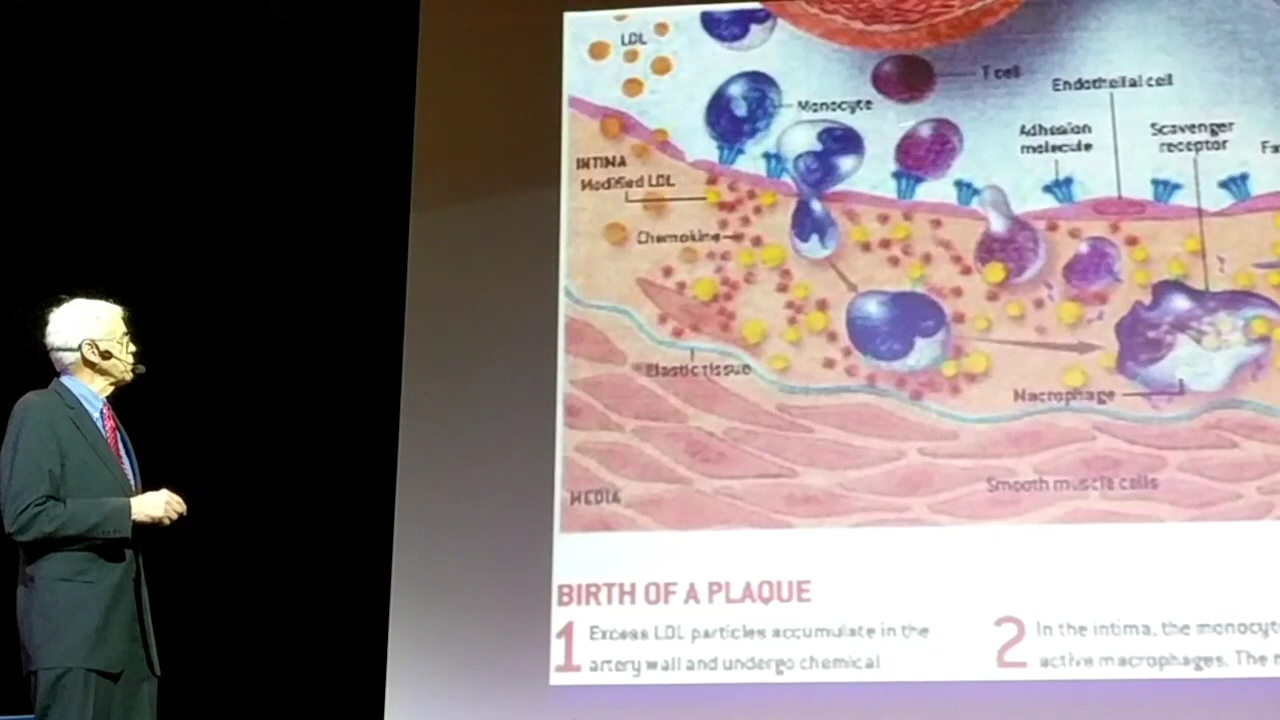 LDL
T cell
Endothelial cell
Monocyte
Adhesion
molecule
Scavenger
receptor
INTIMA
Modified LDL
Chemokine
Elastic tissue
Macrophage
Smooth muscle cells
MEDIA
BIRTH OF A PLAQUE
1 Excess LDL particles accumulate in the
artery wall and undergo chemical
2 In the intima, the monocyt
active macrophages. The